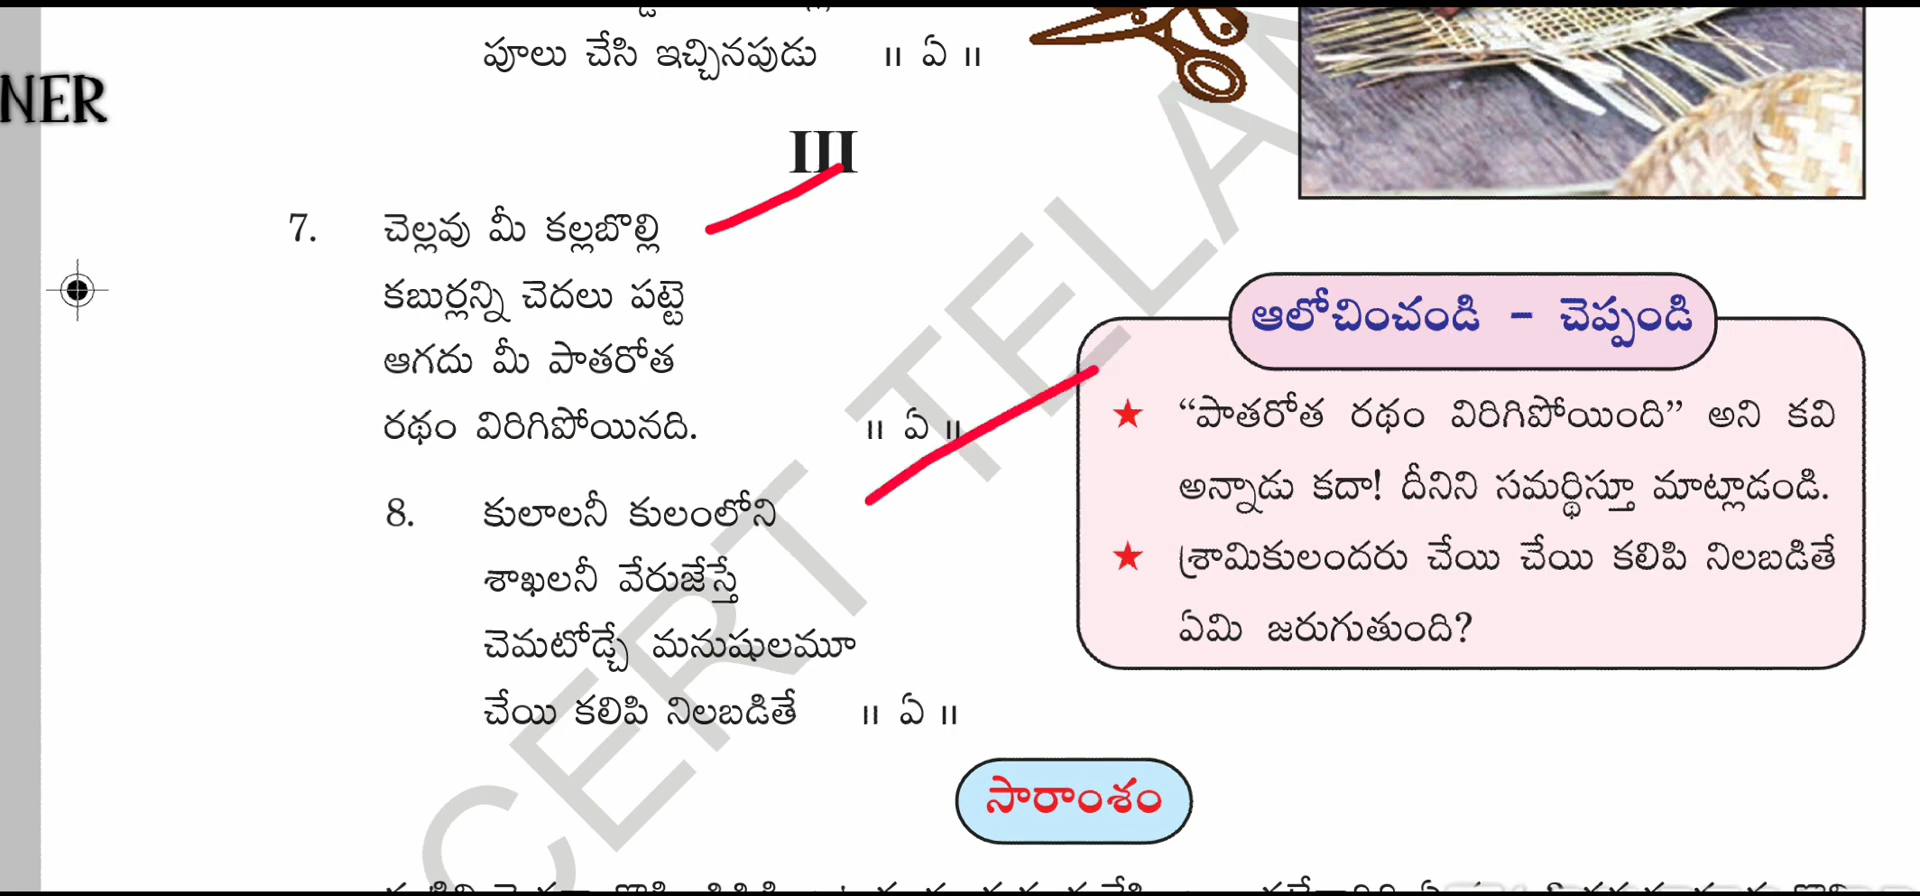 పూలు చేసి ఇచ్చినపుడు ॥ ఏ ॥
NER
III
7. చెల్లవు మీ కల్లబొల్లి
కబుర్లన్ని చెదలు పట్టె
ఆగదు మీ పాతరోత
రథం విరిగిపోయినది. ॥ ఏ ॥
8. కులాలనీ కులంలోని
శాఖలనీ వేరుజేస్తే
చెమటోడ్చే మనుషులమూ
చేయి కలిపి నిలబడితే ॥ ఏ ॥
ఆలోచించండి - చెప్పండి
★ “పాతరోత రథం విరిగిపోయింది” అని కవి
అన్నాడు కదా! దీనిని సమర్థిస్తూ మాట్లాడండి.
★ శ్రామికులందరు చేయి చేయి కలిపి నిలబడితే
ఏమి జరుగుతుంది?
సారాంశం
CERT TELA